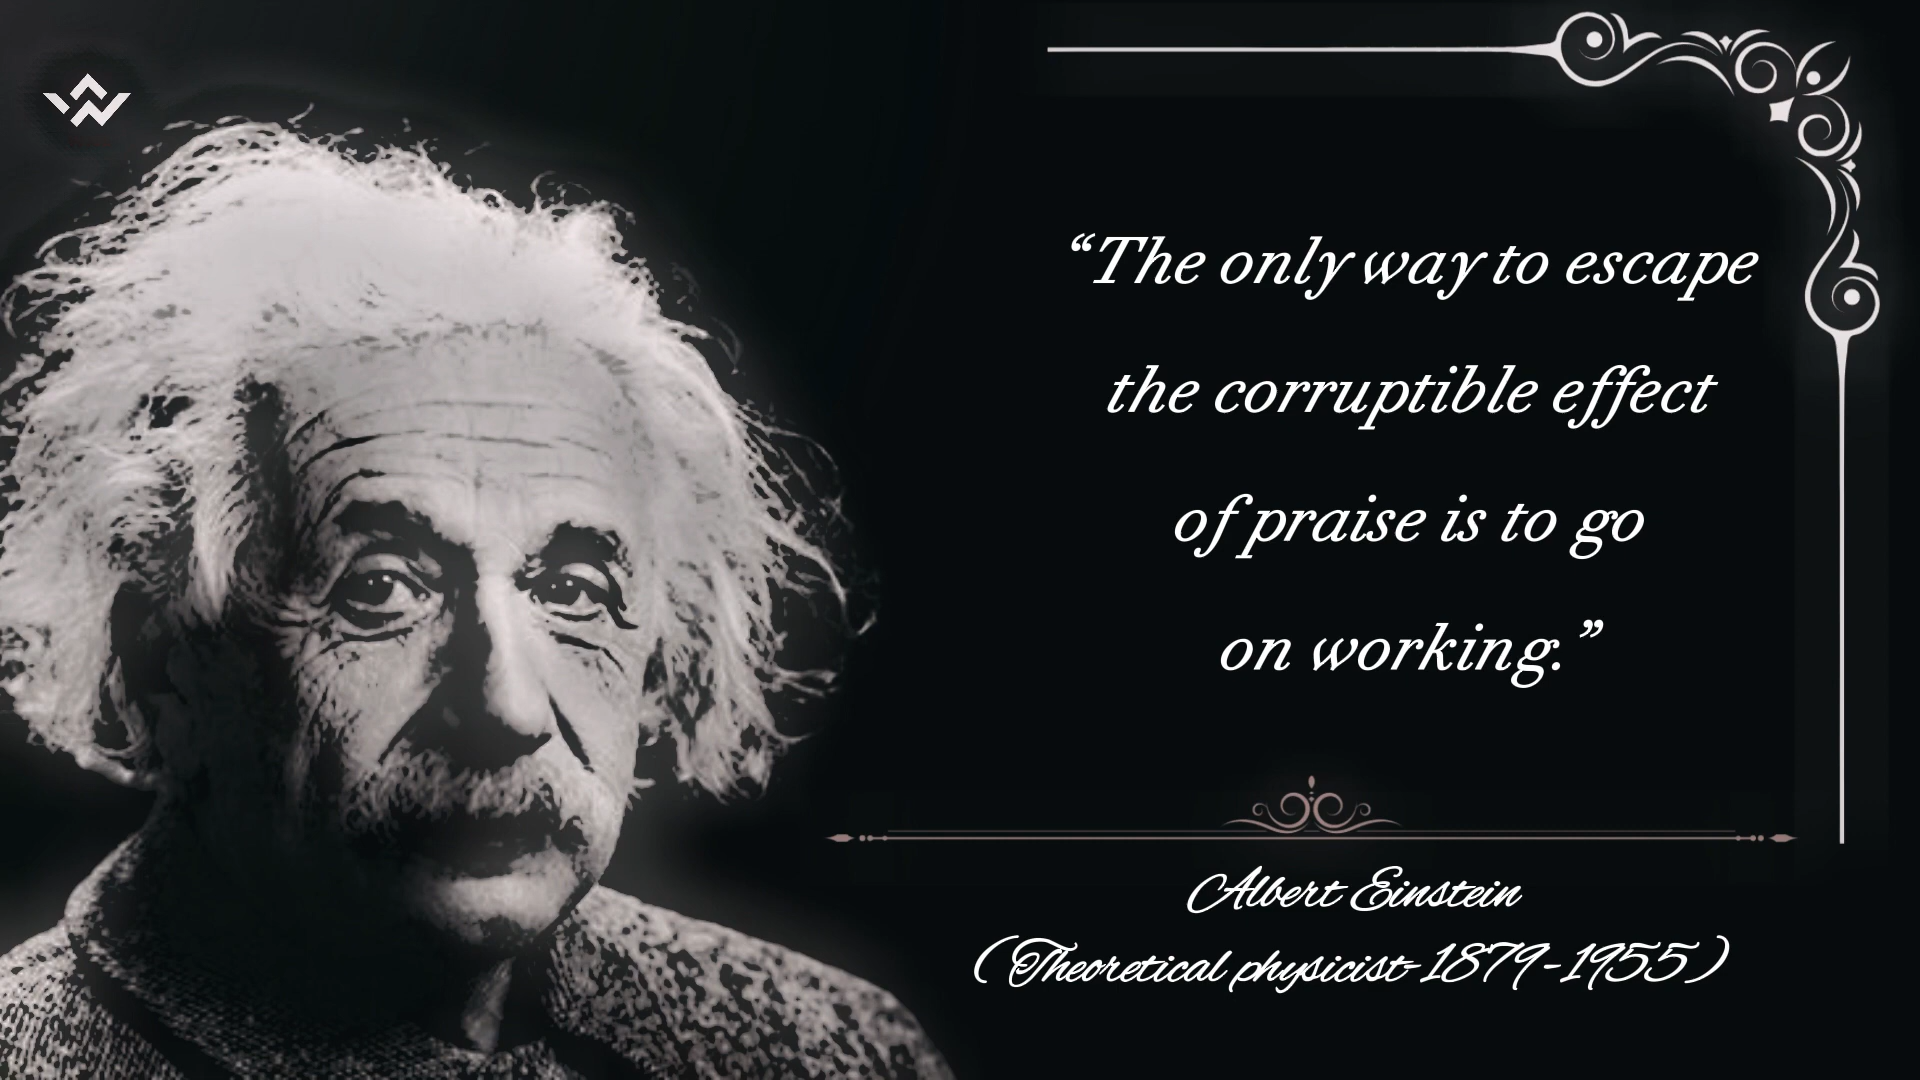 “The only way to escape
the corruptible effect
of praise is to go
on working.”
Albert Einstein
(Theoretical physicist-1879-1955)